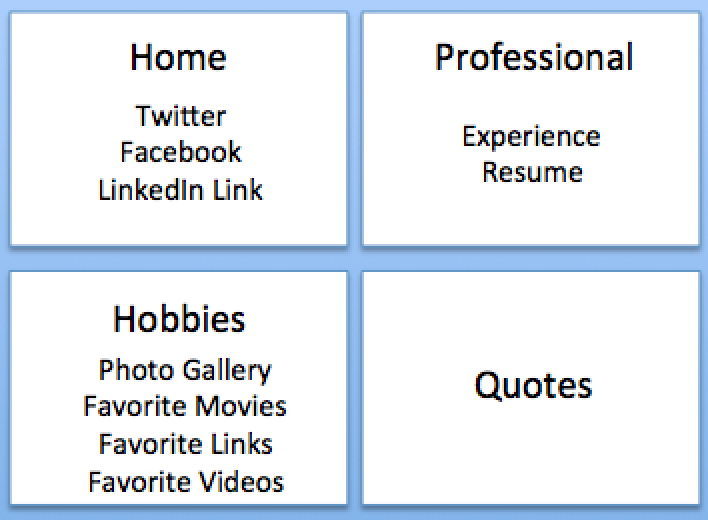 Home
Twitter
Facebook
LinkedIn Link
Professional
Experience
Resume
Hobbies
Photo Gallery
Favorite Movies
Favorite Links
Favorite Videos
Quotes